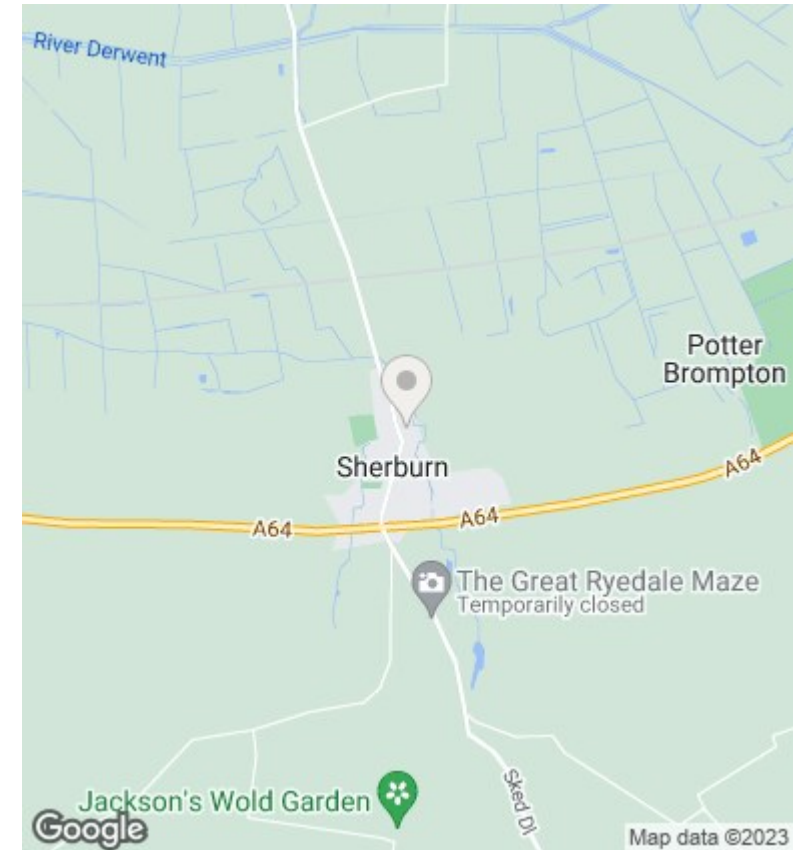 River Derwent
Potter
Brompton
Sherburn
A64
A64
A64
The Great Ryedale Maze
Temporarily closed
Sked Dl
Jackson's Wold Garden
Google
Map data ©2023